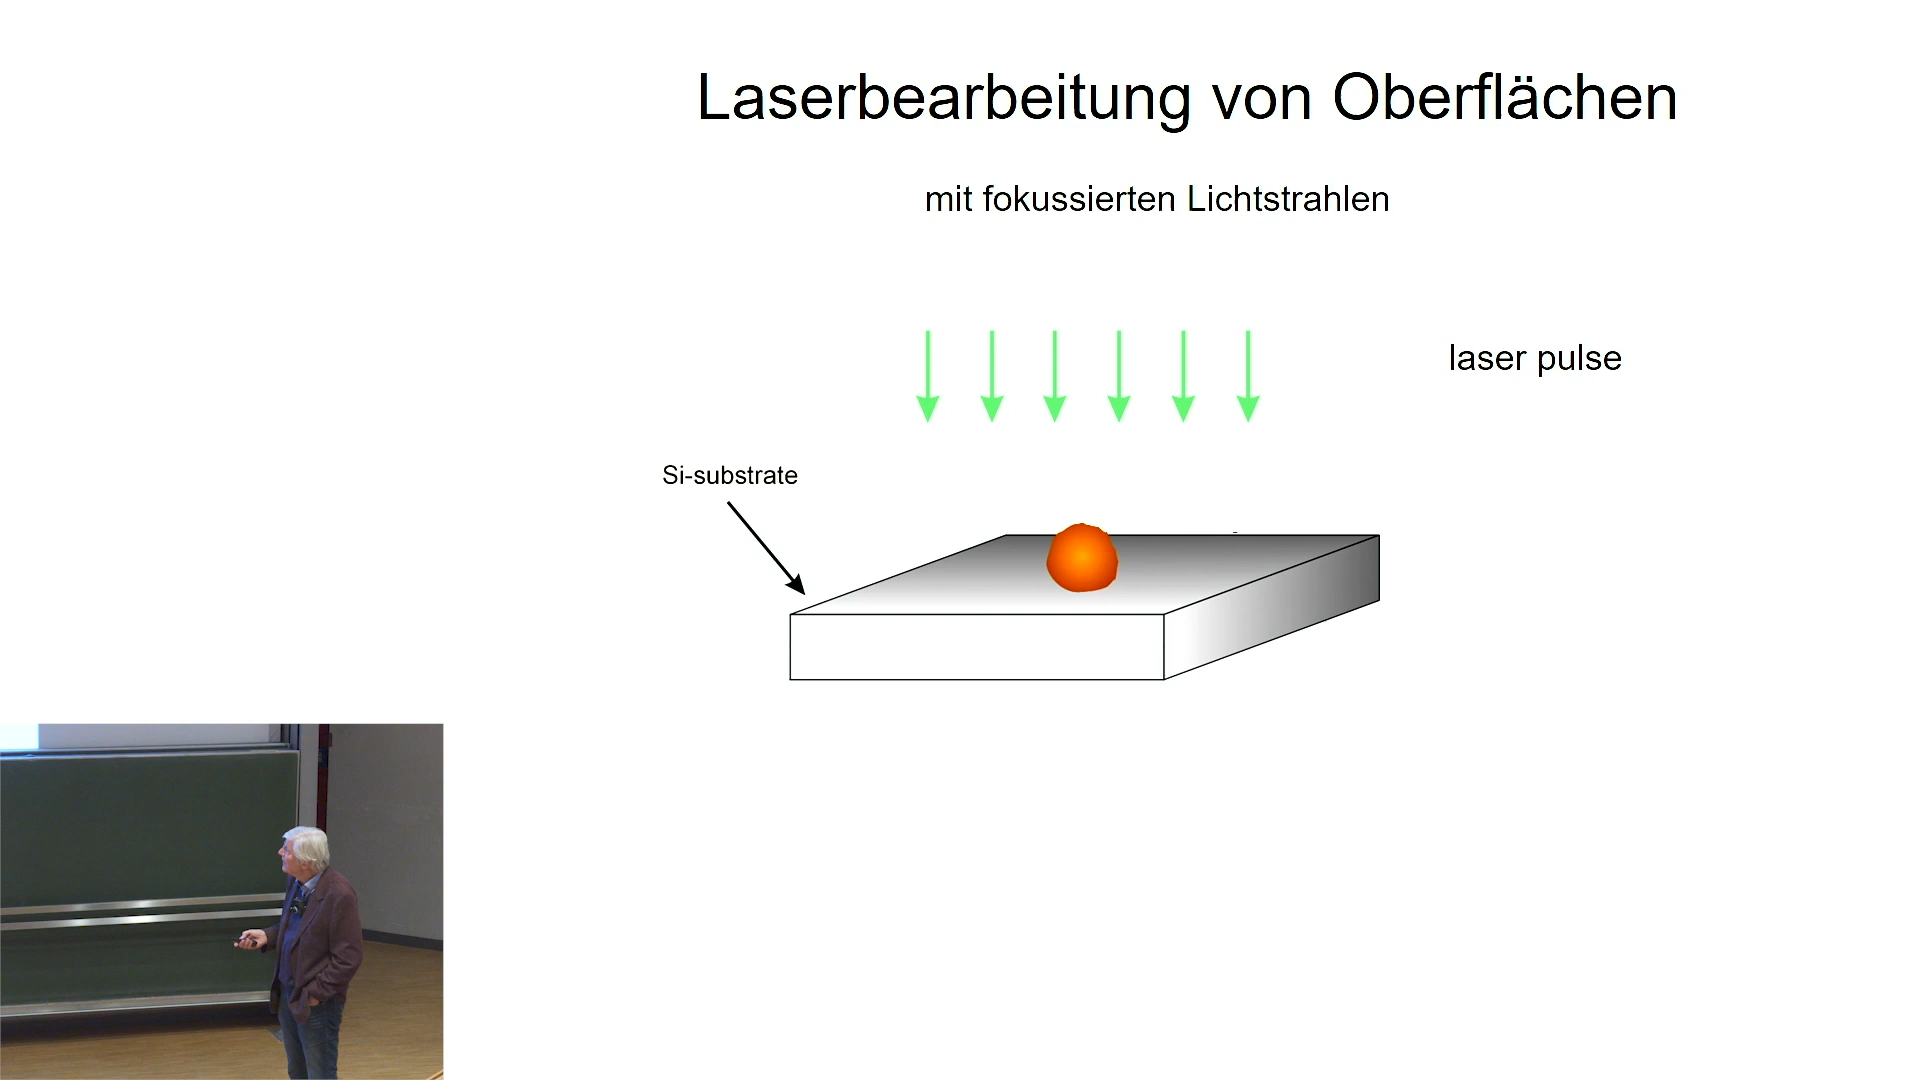 Laserbearbeitung von Oberflächen
mit fokussierten Lichtstrahlen
laser pulse
Si-substrate